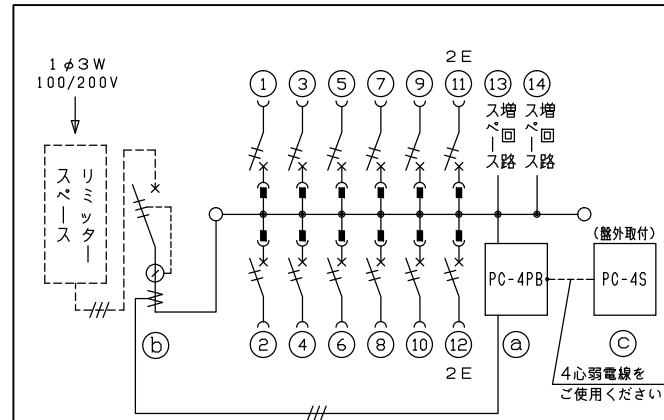 1φ3W
100/200V
リミッター
スペース
2E
① ③ ⑤ ⑦ ⑨ ⑪ ⑬ ⑭
増回路
スペース
増回路
スペース
(盤外取付)
PC-4PB
PC-4S
ⓑ ② ④ ⑥ ⑧ ⑩ ⑫ ⓐ ⓒ
2E
4心弱電線を
ご使用ください